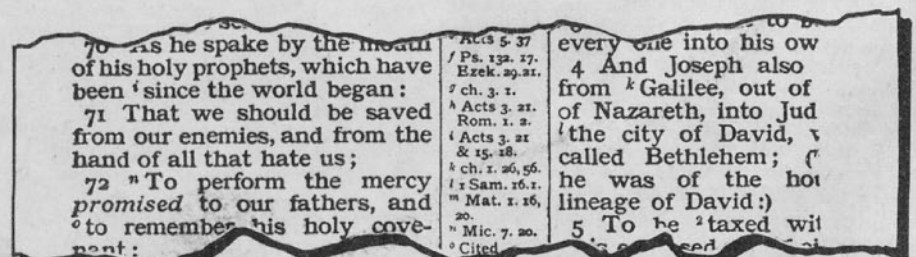 70 As he spake by the mouth
of his holy prophets, which have
been ⁱ since the world began :
71 That we should be saved
from our enemies, and from the
hand of all that hate us ;
72 ⁿ To perform the mercy
promised to our fathers, and
ᵒ to remember his holy cove-
nant :
Acts 5. 37
f Ps. 132. 17.
Ezek. 29. 21.
g ch. 3. 1.
h Acts 3. 21.
Rom. 1. 2.
i Acts 3. 21
& 15. 18.
k ch. 1. 26, 56.
l 1 Sam. 16. 1.
m Mat. 1. 16,
20.
n Mic. 7. 20.
o Cited
every one into his ow
4 And Joseph also
from ᵏ Galilee, out of
of Nazareth, into Jud
ˡ the city of David,
called Bethlehem ; (
he was of the
lineage of David :)
5 To be ² taxed wit